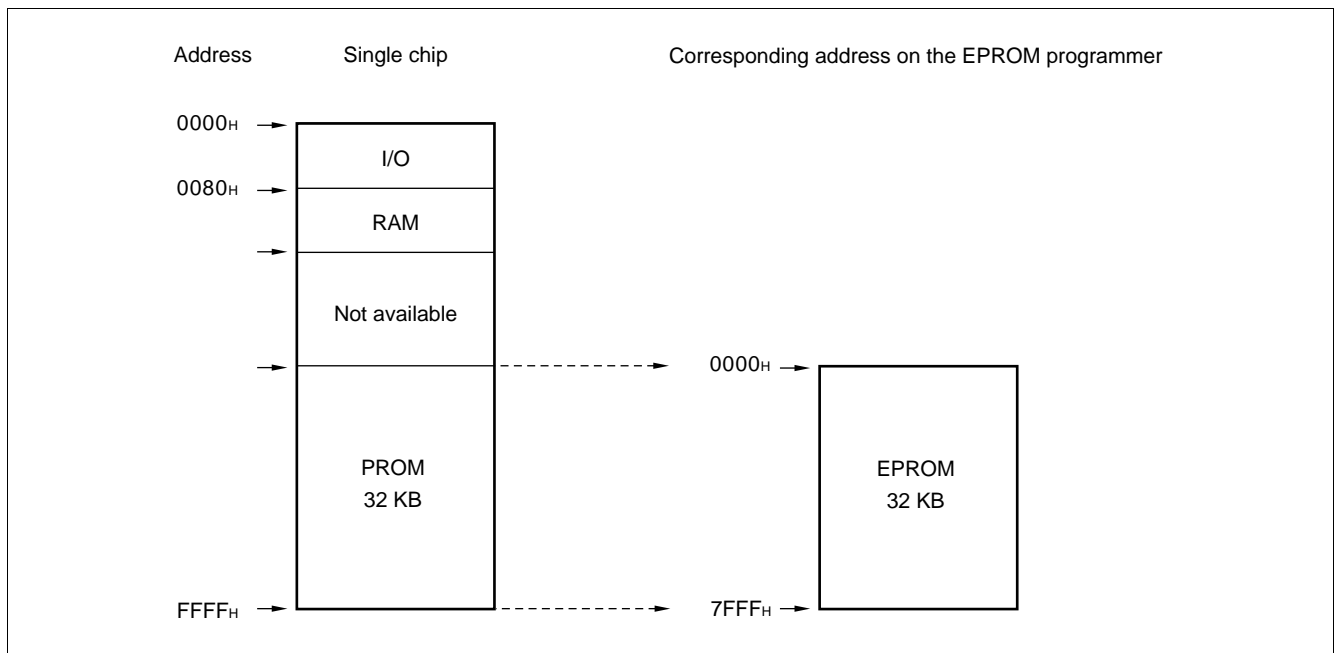 Address Single chip Corresponding address on the EPROM programmer
0000H
I/O
0080H
RAM
Not available
0000H
PROM
32 KB
EPROM
32 KB
FFFFH
7FFFH